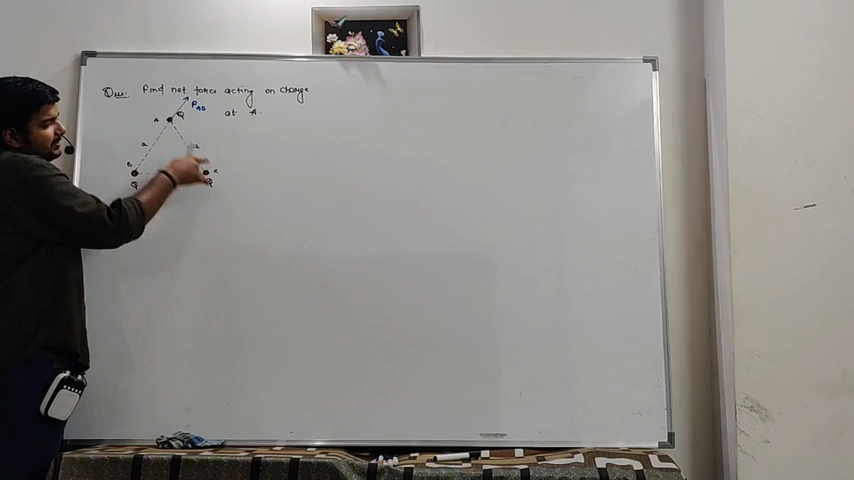 Que. Find net force acting on charge
at A.
F_AB
A Q
a a
B C
Q Q